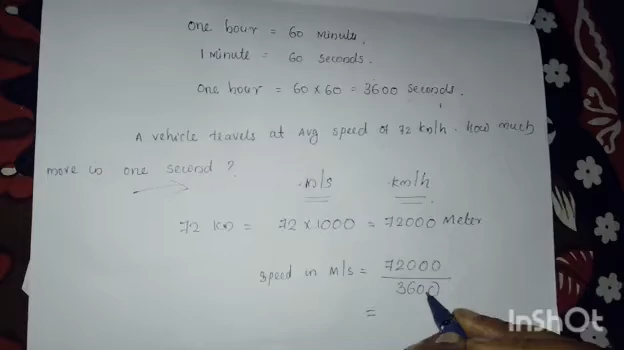 one hour = 60 Minute,
1 minute = 60 seconds.
One hour = 60 x 60 = 3600 seconds.
A vehicle travels at Avg speed of 72 km/h. How much
move in one second?
m/s km/h
72 KM = 72 x 1000 = 72000 Meter
Speed in M/s = 72000
3600
=
InShOt